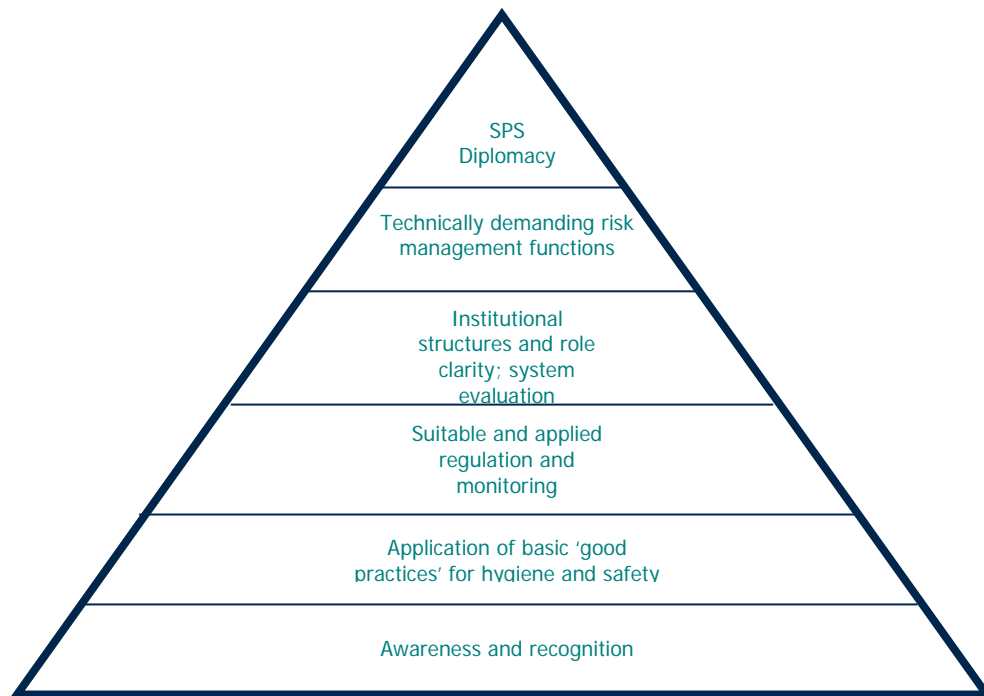 SPS
Diplomacy
Technically demanding risk
management functions
Institutional
structures and role
clarity; system
evaluation
Suitable and applied
regulation and
monitoring
Application of basic ‘good
practices’ for hygiene and safety
Awareness and recognition